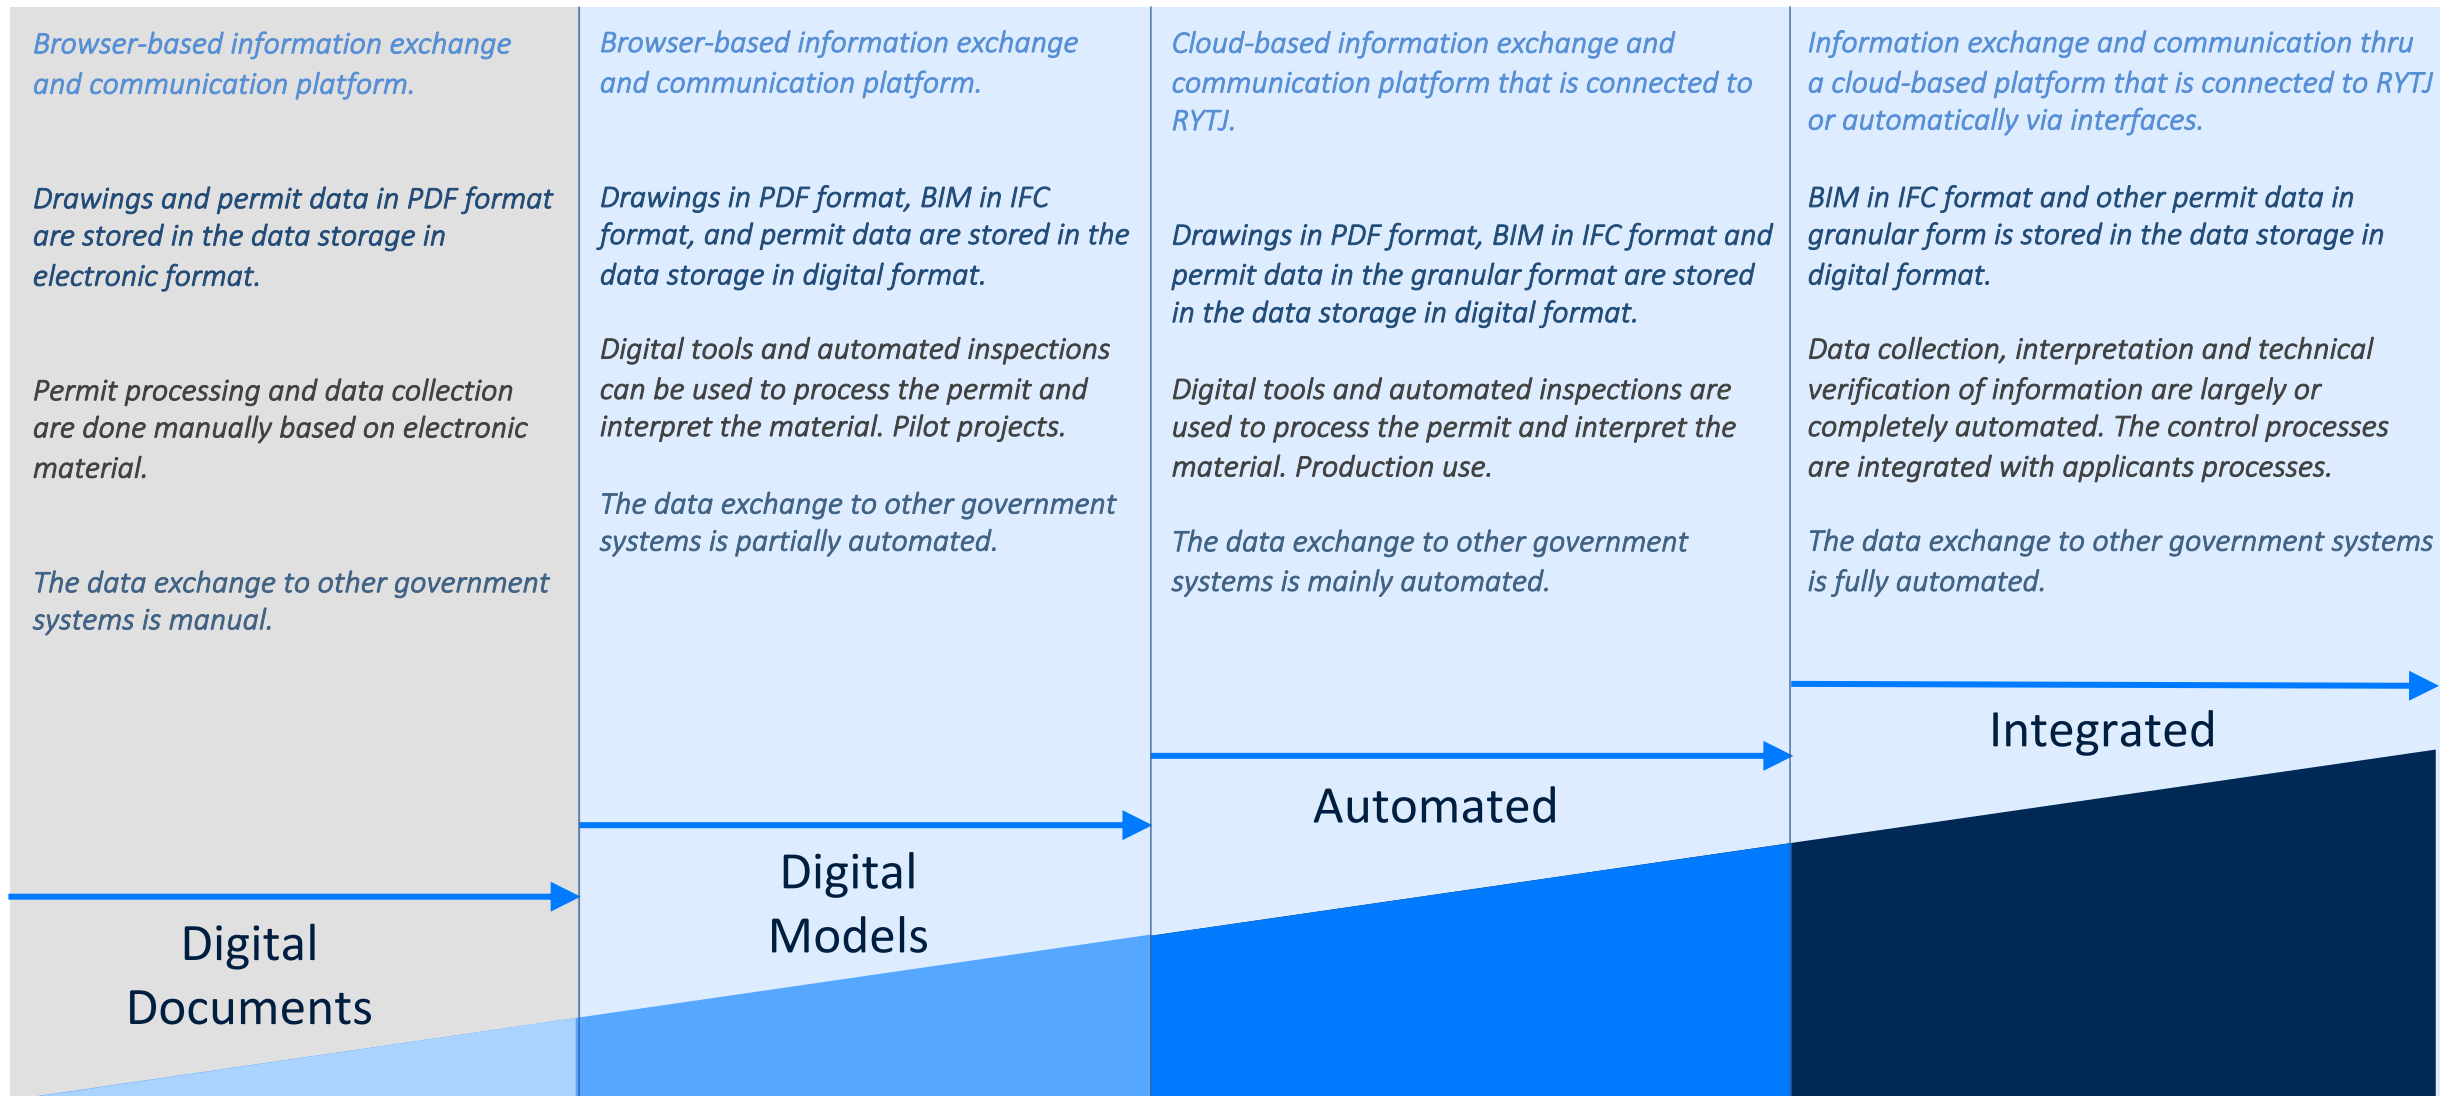 Browser-based information exchange
and communication platform.
Drawings and permit data in PDF format
are stored in the data storage in
electronic format.
Permit processing and data collection
are done manually based on electronic
material.
The data exchange to other government
systems is manual.
Digital
Documents
Browser-based information exchange
and communication platform.
Drawings in PDF format, BIM in IFC
format, and permit data are stored in the
data storage in digital format.
Digital tools and automated inspections
can be used to process the permit and
interpret the material. Pilot projects.
The data exchange to other government
systems is partially automated.
Digital
Models
Cloud-based information exchange and
communication platform that is connected to
RYTJ.
Drawings in PDF format, BIM in IFC format and
permit data in the granular format are stored
in the data storage in digital format.
Digital tools and automated inspections are
used to process the permit and interpret the
material. Production use.
The data exchange to other government
systems is mainly automated.
Automated
Information exchange and communication thru
a cloud-based platform that is connected to RYTJ
or automatically via interfaces.
BIM in IFC format and other permit data in
granular form is stored in the data storage in
digital format.
Data collection, interpretation and technical
verification of information are largely or
completely automated. The control processes
are integrated with applicants processes.
The data exchange to other government systems
is fully automated.
Integrated